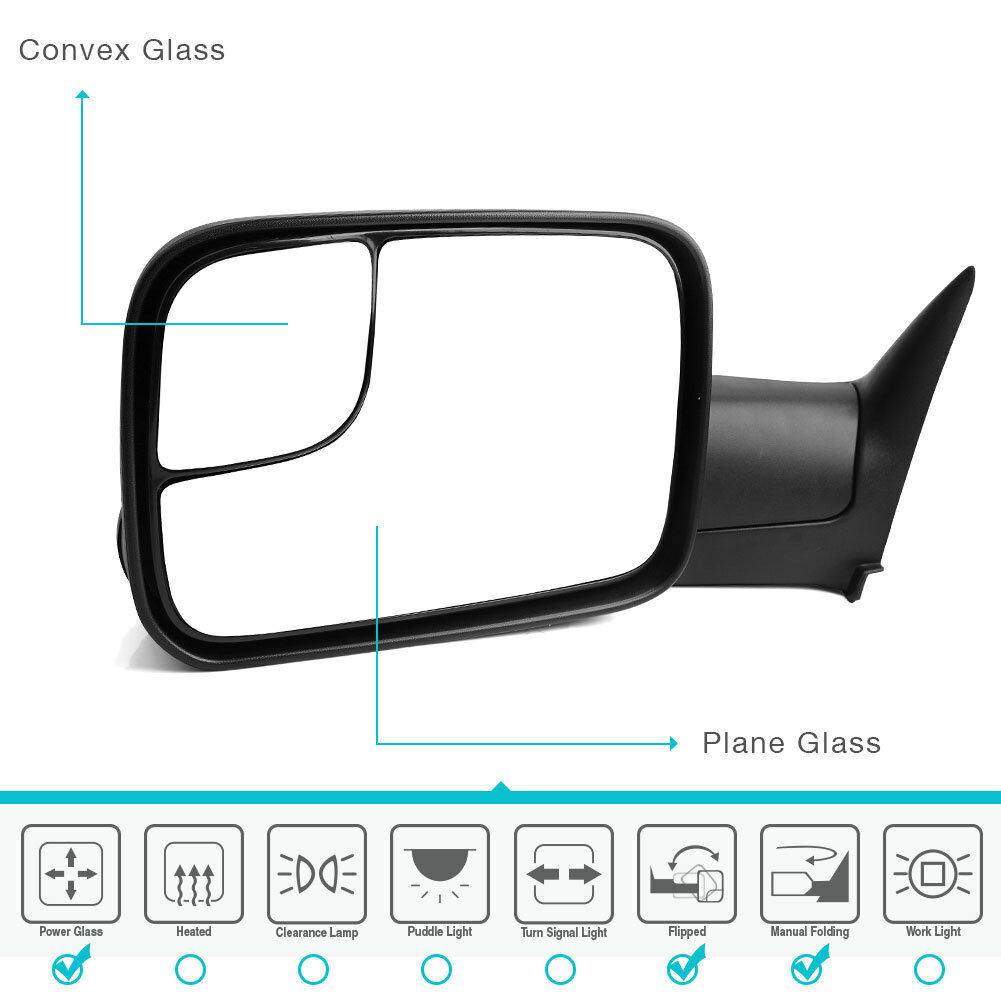 Convex Glass
Plane Glass
Power Glass
Heated
Clearance Lamp
Puddle Light
Turn Signal Light
Flipped
Manual Folding
Work Light